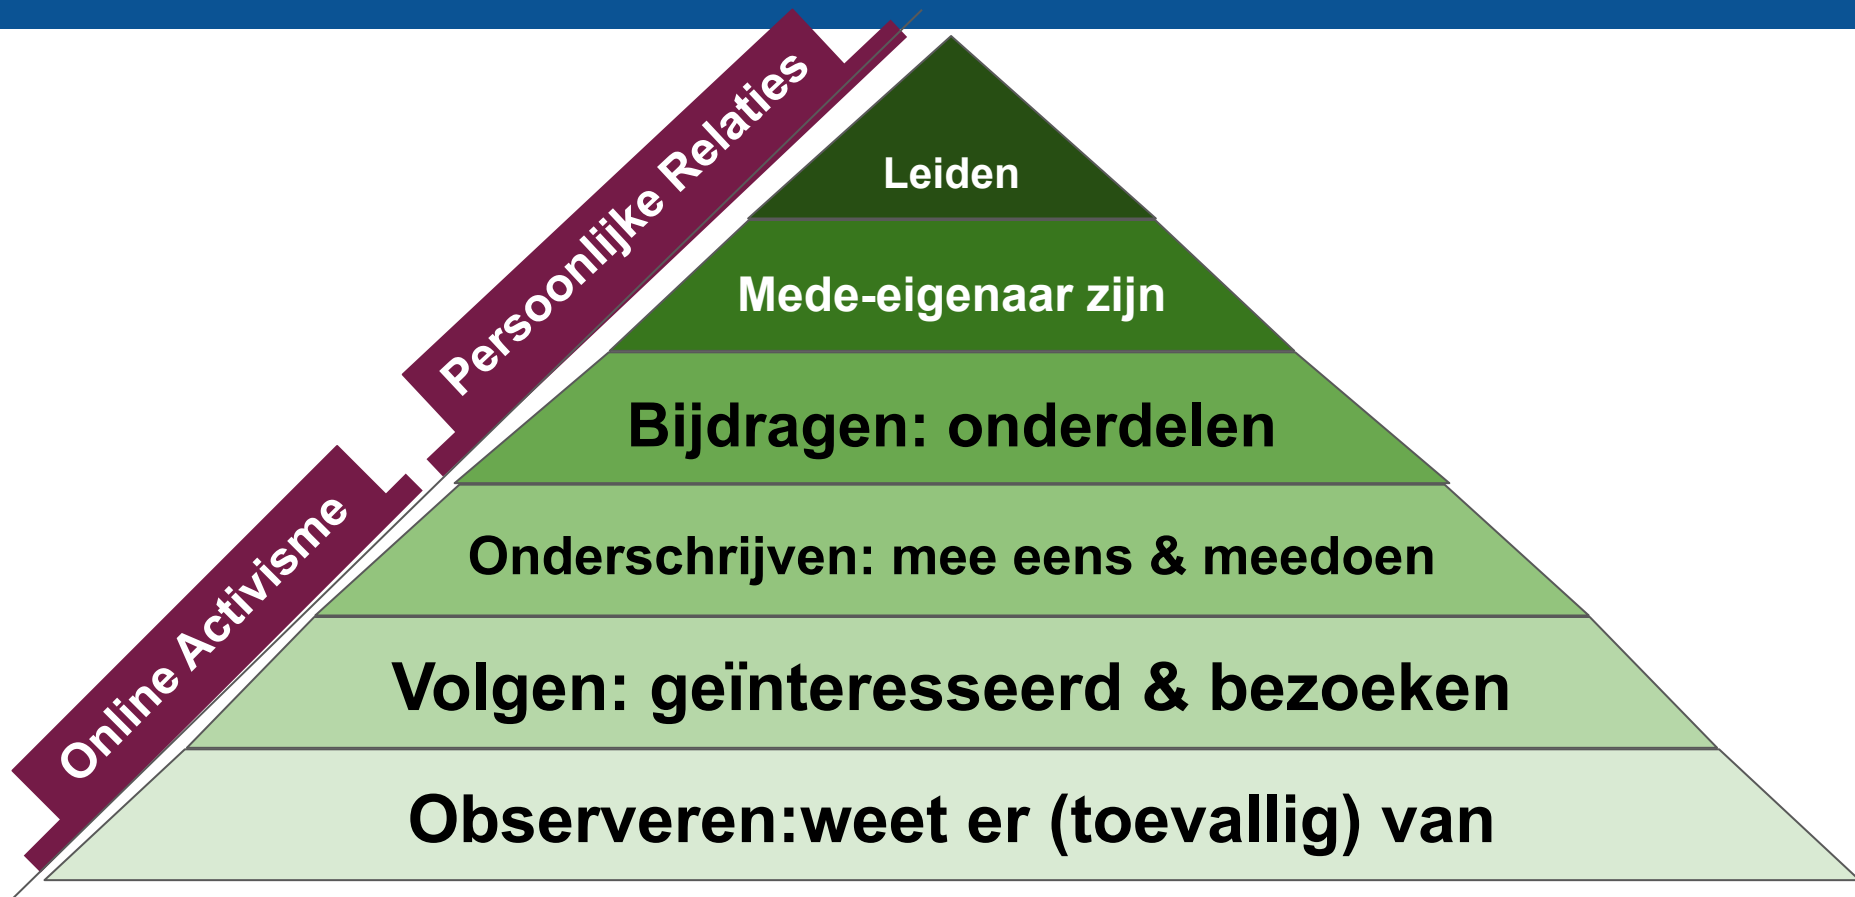 Persoonlijke Relaties
Online Activisme
Leiden
Mede-eigenaar zijn
Bijdragen: onderdelen
Onderschrijven: mee eens & meedoen
Volgen: geïnteresseerd & bezoeken
Observeren:weet er (toevallig) van